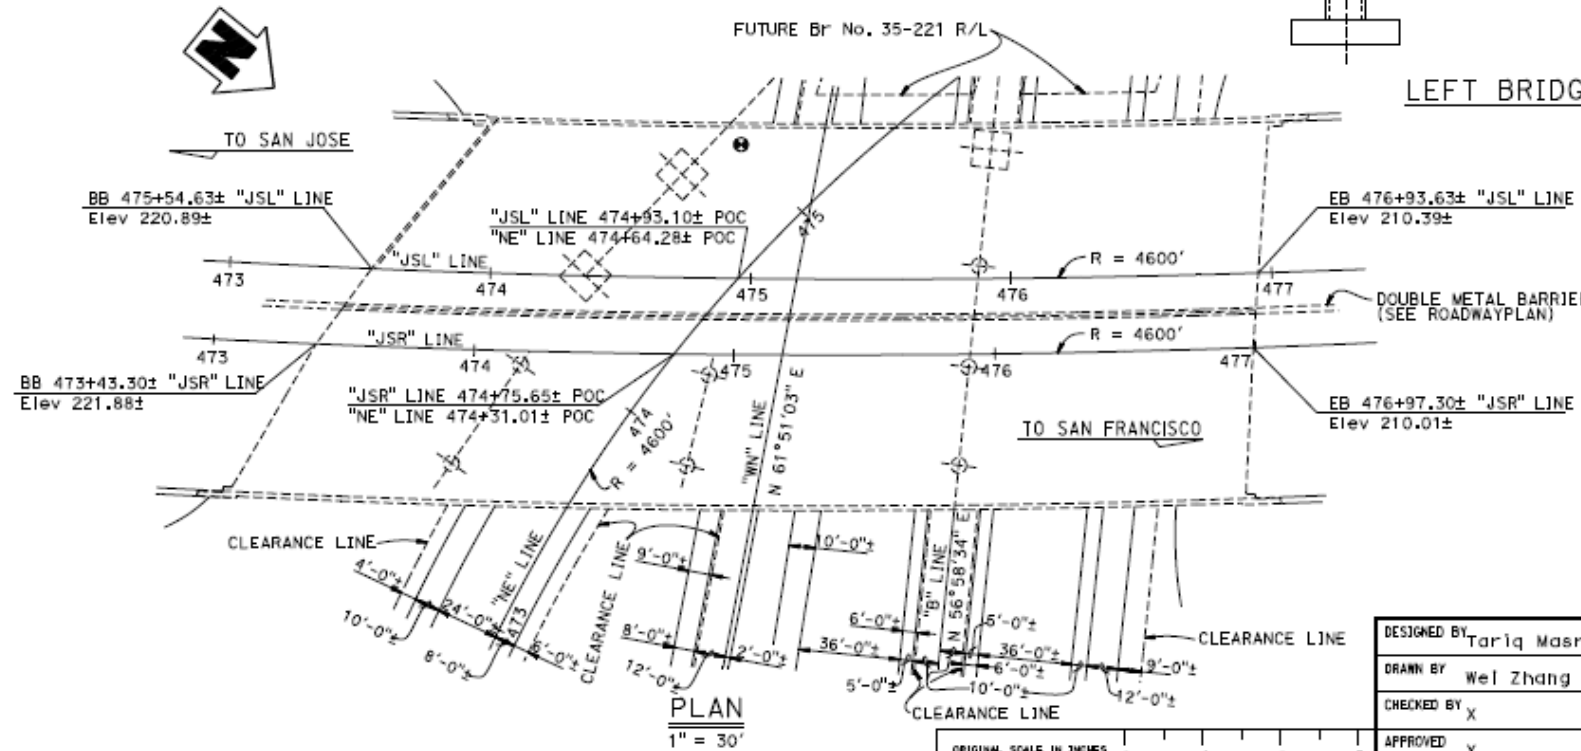 N
FUTURE Br No. 35-221 R/L
LEFT BRIDG
TO SAN JOSE
BB 475+54.63± "JSL" LINE
Elev 220.89±
"JSL" LINE 474+93.10± POC
"NE" LINE 474+64.28± POC
475
EB 476+93.63± "JSL" LINE
Elev 210.39±
"JSL" LINE
R = 4600'
473
474
475
476
477
DOUBLE METAL BARRIE
(SEE ROADWAYPLAN)
"JSR" LINE
R = 4600'
473
474
475
476
477
BB 473+43.30± "JSR" LINE
Elev 221.88±
"JSR" LINE 474+75.65± POC
"NE" LINE 474+31.01± POC
474
R = 4600'
"WN" LINE
N 61°51'03" E
TO SAN FRANCISCO
EB 476+97.30± "JSR" LINE
Elev 210.01±
CLEARANCE LINE
4'-0"±
10'-0"±
24'-0"±
8'-0"±
"NE" LINE
473
6'-0"±
CLEARANCE LINE
9'-0"±
8'-0"±
12'-0"±
2'-0"±
10'-0"±
36'-0"±
6'-0"±
5'-0"±
"B" LINE
N 56°58'34" E
5'-0"±
36'-0"±
6'-0"±
10'-0"±
CLEARANCE LINE
12'-0"±
9'-0"±
CLEARANCE LINE
PLAN
1" = 30'
DESIGNED BY Tariq Masr
DRAWN BY Wei Zhang
CHECKED BY X
APPROVED X
ORIGINAL SCALE IN INCHES